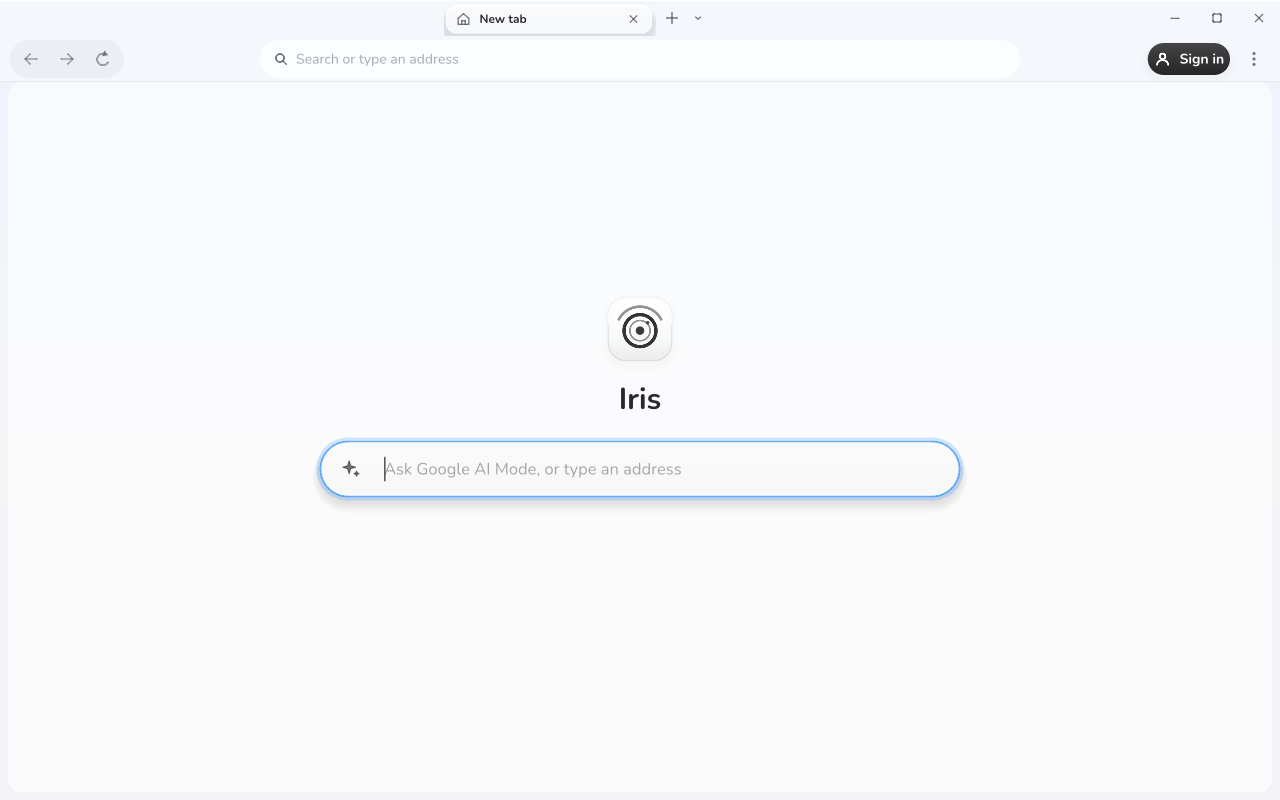 New tab
Search or type an address
Sign in
Iris
Ask Google AI Mode, or type an address